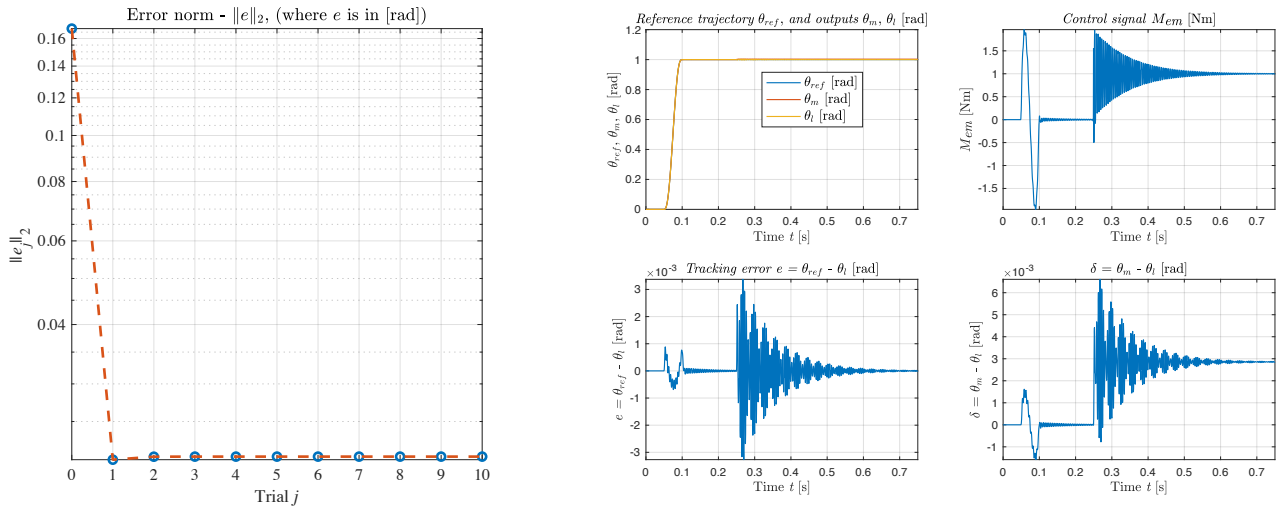 Error norm - ‖e‖2, (where e is in [rad])
0.16
0.14
0.12
0.1
0.08
0.06
0.04
‖ej‖2
0 1 2 3 4 5 6 7 8 9 10
Trial j
Reference trajectory θref, and outputs θm, θl [rad]
1.2
1
0.8
0.6
0.4
0.2
0
θref, θm, θl [rad]
θref [rad]
θm [rad]
θl [rad]
0 0.1 0.2 0.3 0.4 0.5 0.6 0.7
Time t [s]
Control signal Mem [Nm]
1.5
1
0.5
0
-0.5
-1
-1.5
Mem [Nm]
0 0.1 0.2 0.3 0.4 0.5 0.6 0.7
Time t [s]
×10-3 Tracking error e = θref - θl [rad]
3
2
1
0
-1
-2
-3
e = θref - θl [rad]
0 0.1 0.2 0.3 0.4 0.5 0.6 0.7
Time t [s]
×10-3 δ = θm - θl [rad]
6
5
4
3
2
1
0
-1
δ = θm - θl [rad]
0 0.1 0.2 0.3 0.4 0.5 0.6 0.7
Time t [s]